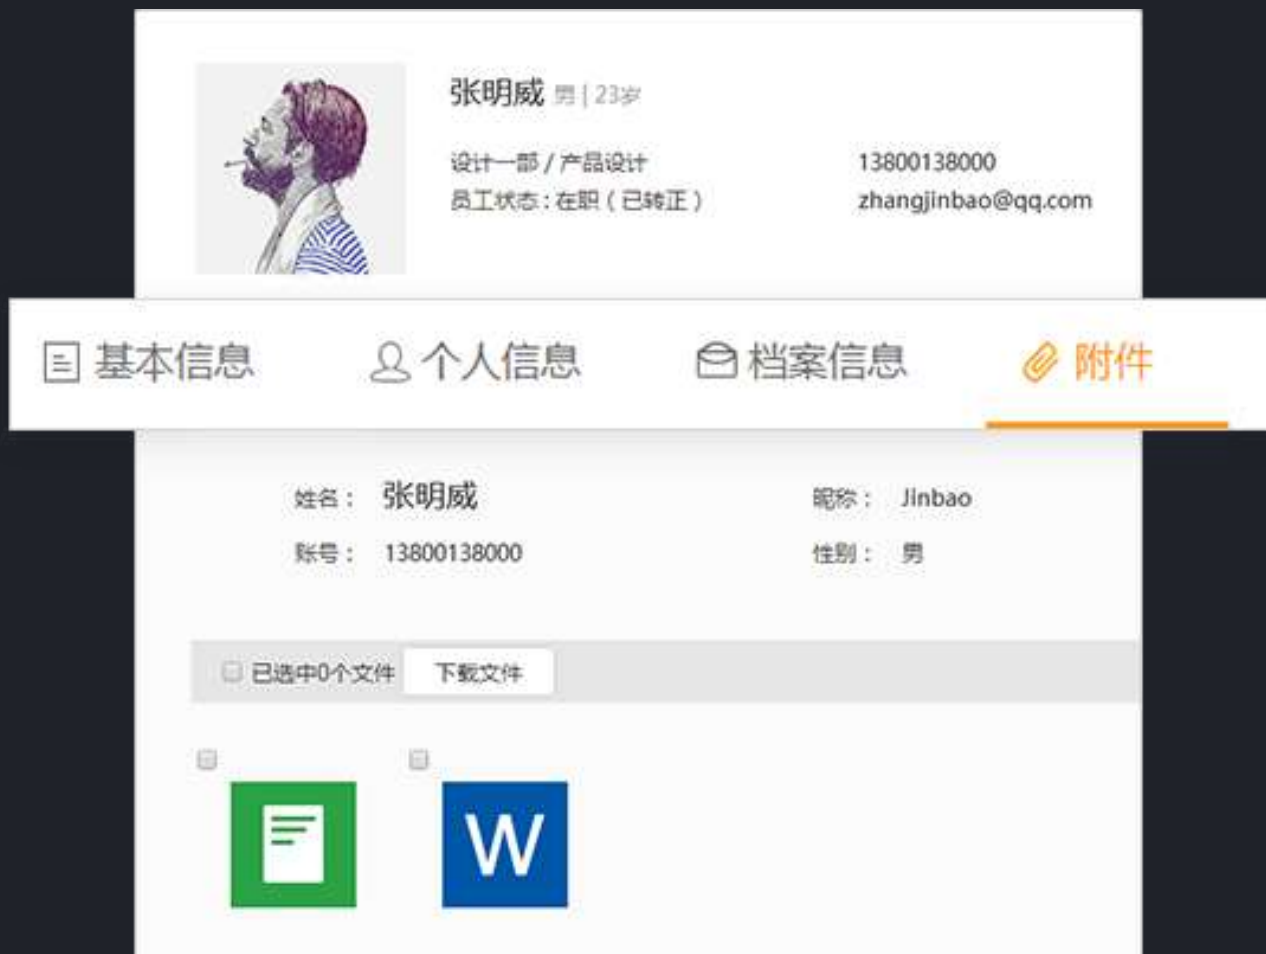 张明威 男 | 23岁
设计一部 / 产品设计 13800138000
员工状态 : 在职 ( 已转正 ) zhangjinbao@qq.com
基本信息 个人信息 档案信息 附件
姓名： 张明威 昵称： Jinbao
账号： 13800138000 性别： 男
已选中0个文件 下载文件
W